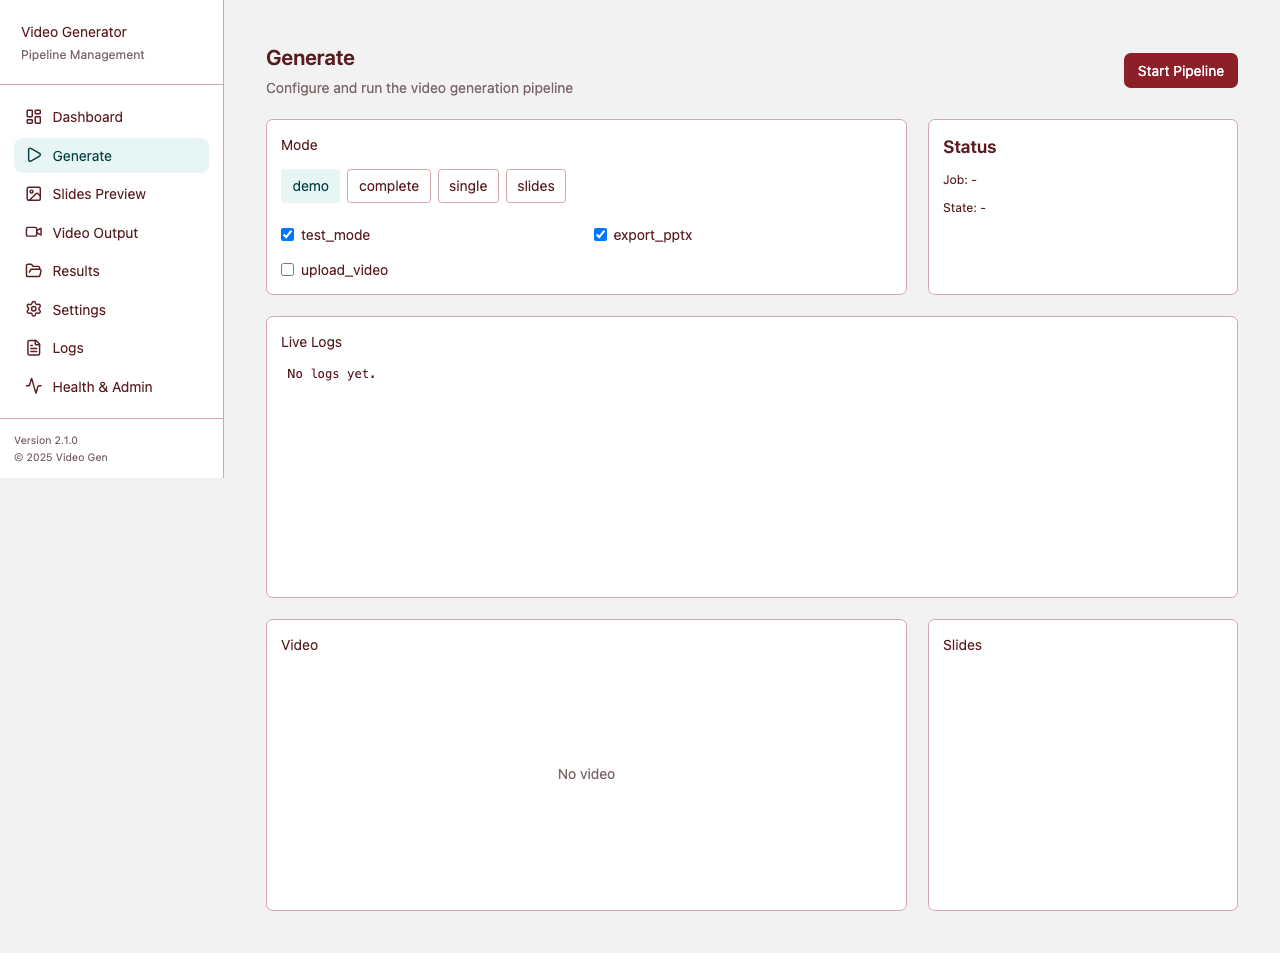 Video Generator
Pipeline Management
Dashboard
Generate
Slides Preview
Video Output
Results
Settings
Logs
Health & Admin
Version 2.1.0
© 2025 Video Gen
Generate
Configure and run the video generation pipeline
Start Pipeline
Mode
demo complete single slides
test_mode export_pptx
upload_video
Status
Job: -
State: -
Live Logs
No logs yet.
Video
No video
Slides